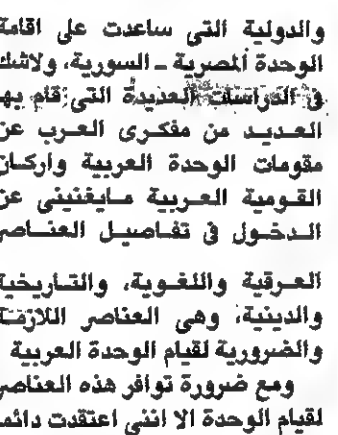 والدولية التى ساعدت على اقامة
الوحدة المصرية ـ السورية، ولاشك
فى الدراسات العديدة التى قام بها
العديد من مفكرى العرب عن
مقومات الوحدة العربية واركان
القومية العربية مايغنينى عن
الدخول فى تفاصيل العناصر
العرقية واللغوية، والتاريخية
والدينية، وهى العناصر اللازمة
والضرورية لقيام الوحدة العربية
ومع ضرورة توافر هذه العناصر
لقيام الوحدة الا اننى اعتقدت دائما